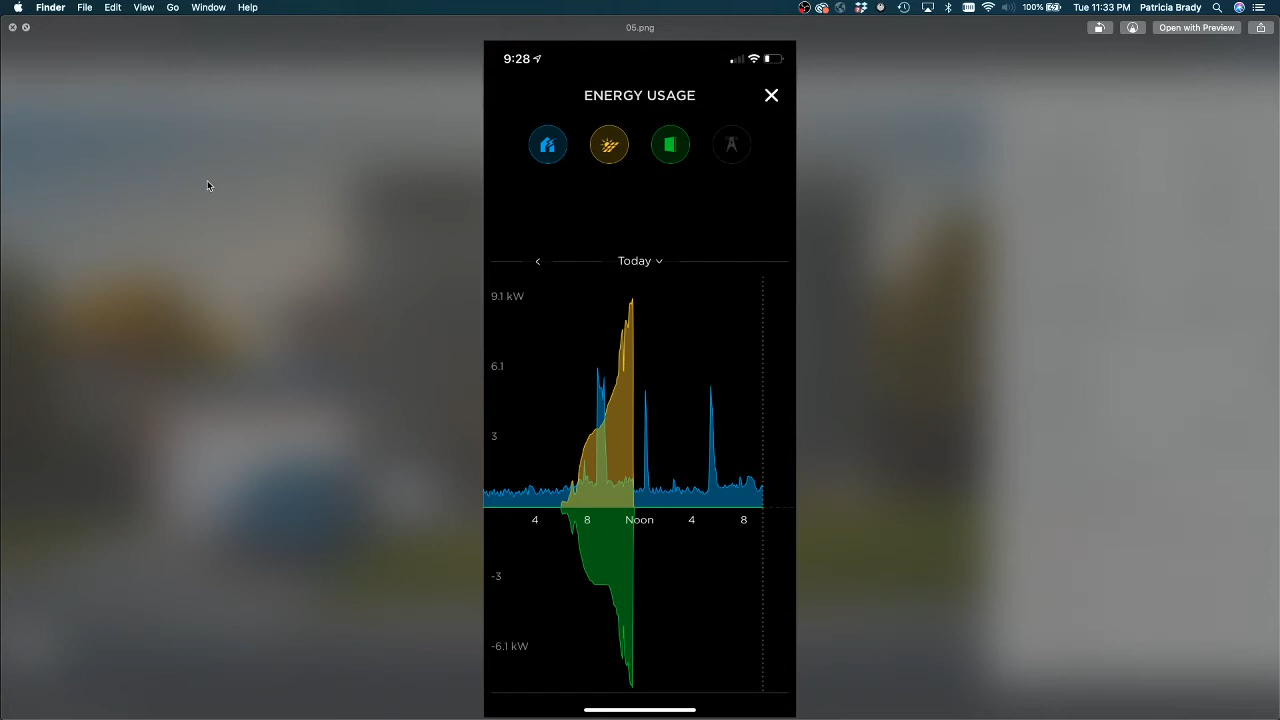 Finder File Edit View Go Window Help 100% Tue 11:33 PM Patricia Brady
05.png Open with Preview
9:28
ENERGY USAGE
Today
9.1 kW
6.1
3
4 8 Noon 4 8
-3
-6.1 kW